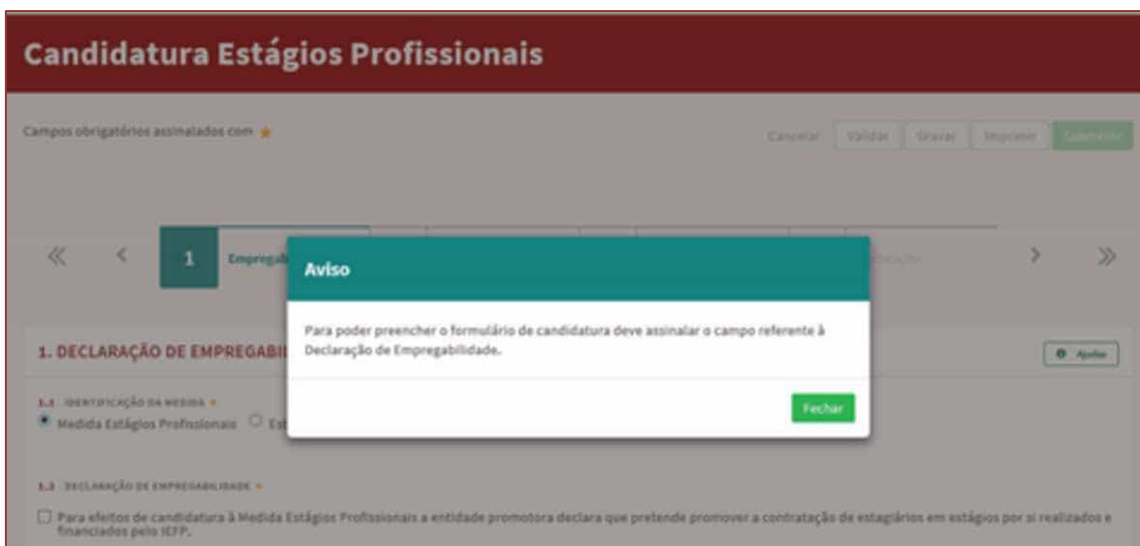 Candidatura Estágios Profissionais
Campos obrigatórios assinalados com
Cancelar Validar Gravar Imprimir Submeter
1 Empregab
Aviso
Para poder preencher o formulário de candidatura deve assinalar o campo referente à
Declaração de Empregabilidade.
Fechar
1. DECLARAÇÃO DE EMPREGABI
Ajudas
1.1 IDENTIFICAÇÃO DA MEDIDA
Medida Estágios Profissionais Est
1.2 DECLARAÇÃO DE EMPREGABILIDADE
Para efeitos de candidatura à Medida Estágios Profissionais a entidade promotora declara que pretende promover a contratação de estagiários em estágios por si realizados e
financiados pelo IEFP.